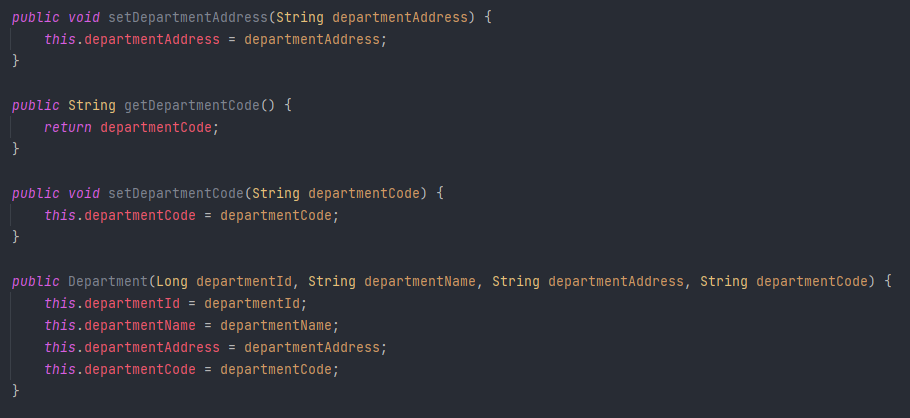 public void setDepartmentAddress(String departmentAddress) {
    this.departmentAddress = departmentAddress;
}
public String getDepartmentCode() {
    return departmentCode;
}
public void setDepartmentCode(String departmentCode) {
    this.departmentCode = departmentCode;
}
public Department(Long departmentId, String departmentName, String departmentAddress, String departmentCode) {
    this.departmentId = departmentId;
    this.departmentName = departmentName;
    this.departmentAddress = departmentAddress;
    this.departmentCode = departmentCode;
}